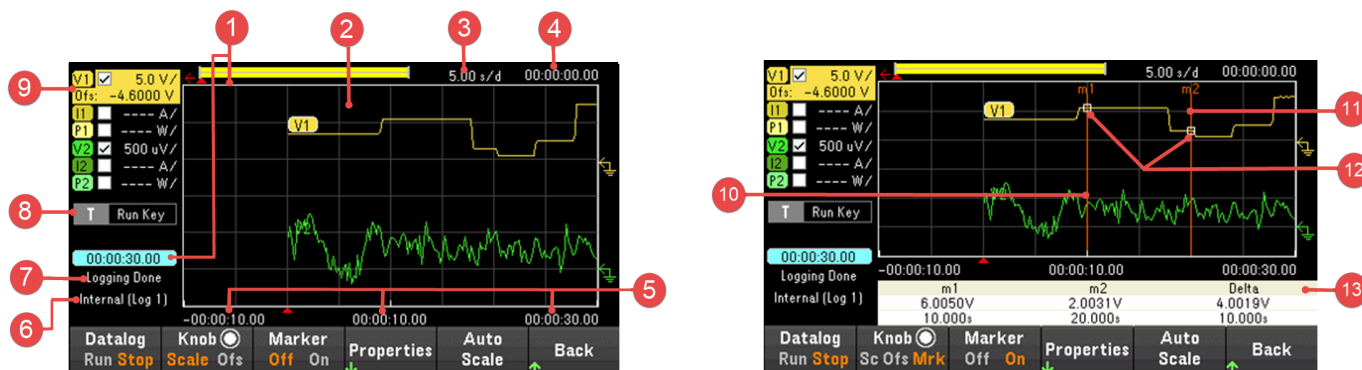 1
2
3
4
V1 5.0 V/
Ofs: -4.6000 V
5.00 s/d 00:00:00.00
9
I1 ---- A/
P1 ---- W/
V2 500 uV/
I2 ---- A/
P2 ---- W/
V1
8
T Run Key
00:00:30.00
7
Logging Done
5
6
Internal (Log 1)
-00:00:10.00 00:00:10.00 00:00:30.00
Datalog Knob Marker Properties Auto Scale Back
Run Stop Scale Ofs Off On
V1 5.0 V/
Ofs: -4.6000 V
5.00 s/d 00:00:00.00
m1 m2
I1 ---- A/
P1 ---- W/
V2 500 uV/
I2 ---- A/
P2 ---- W/
V1
11
12
10
T Run Key
00:00:30.00
Logging Done
Internal (Log 1)
-00:00:10.00 00:00:10.00 00:00:30.00
m1 m2 Delta
13
6.0050V 2.0031V 4.0019V
10.000s 20.000s 10.000s
Datalog Knob Marker Properties Auto Scale Back
Run Stop Sc Ofs Mrk Off On